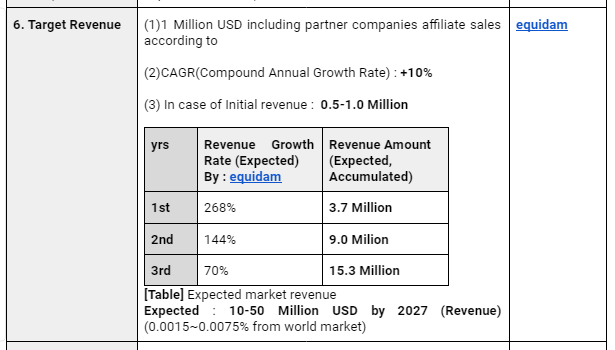 6. Target Revenue
(1)1 Million USD including partner companies affiliate sales
according to
(2)CAGR(Compound Annual Growth Rate) : +10%
(3) In case of Initial revenue : 0.5-1.0 Million
yrs
Revenue Growth
Rate (Expected)
By : equidam
Revenue Amount
(Expected,
Accumulated)
1st 268% 3.7 Million
2nd 144% 9.0 Milion
3rd 70% 15.3 Million
[Table] Expected market revenue
Expected : 10-50 Million USD by 2027 (Revenue)
(0.0015~0.0075% from world market)
equidam